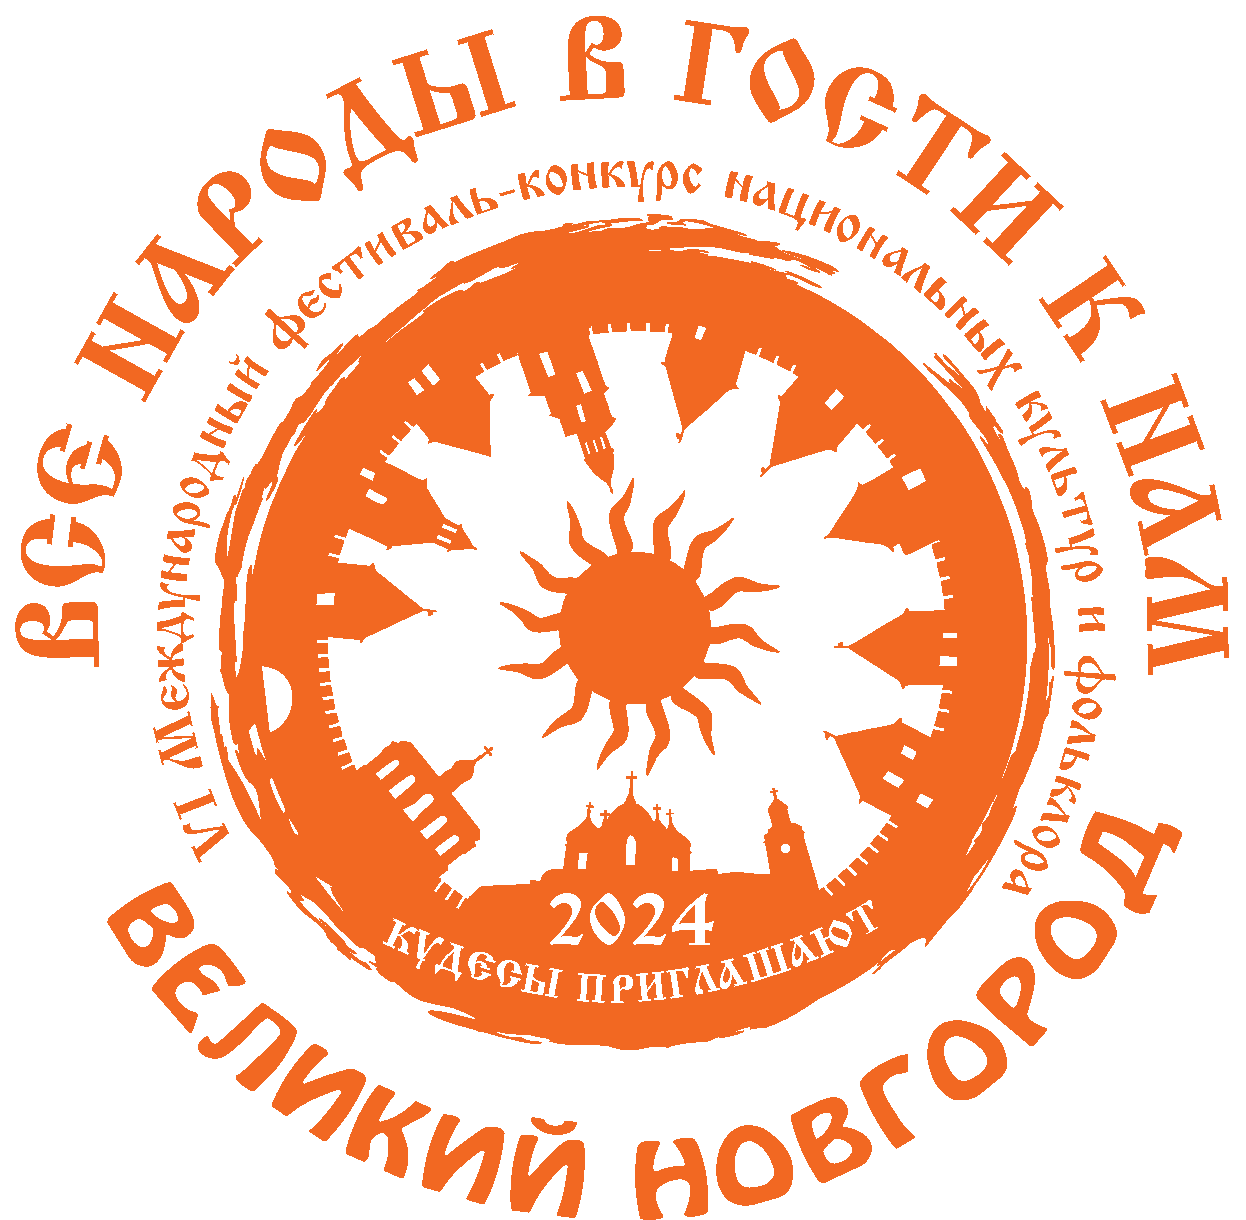 ВСЕ НАРОДЫ В ГОСТИ К НАМ
VI Международный фестиваль-конкурс национальных культур и фольклора
2024
КУДЕСЫ ПРИГЛАШАЮТ
ВЕЛИКИЙ НОВГОРОД